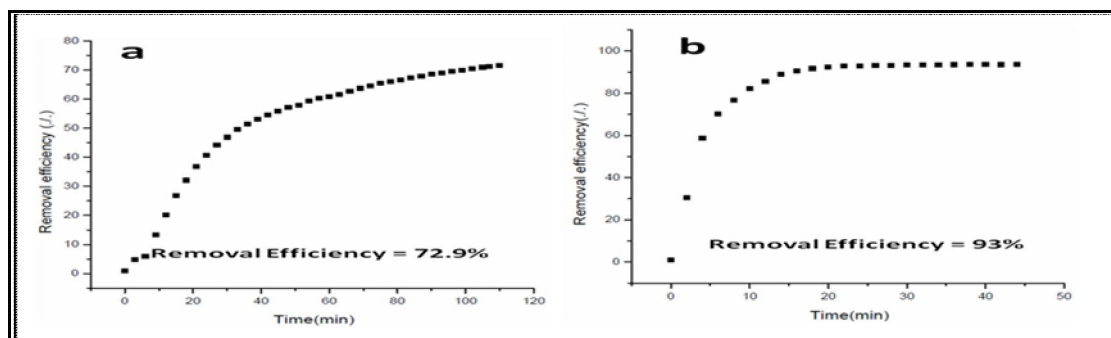 a
80
70
60
50
40
30
20
10
0
Removal efficiency (./.)
Removal Efficiency = 72.9%
0 20 40 60 80 100 120
Time(min)
b
100
80
60
40
20
0
Removal efficiency(./.)
Removal Efficiency = 93%
0 10 20 30 40 50
Time(min)